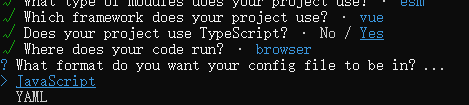 √ What type of modules does your project use? · esm
√ Which framework does your project use? · vue
√ Does your project use TypeScript? · No / Yes
√ Where does your code run? · browser
? What format do you want your config file to be in? ...
> JavaScript
YAML